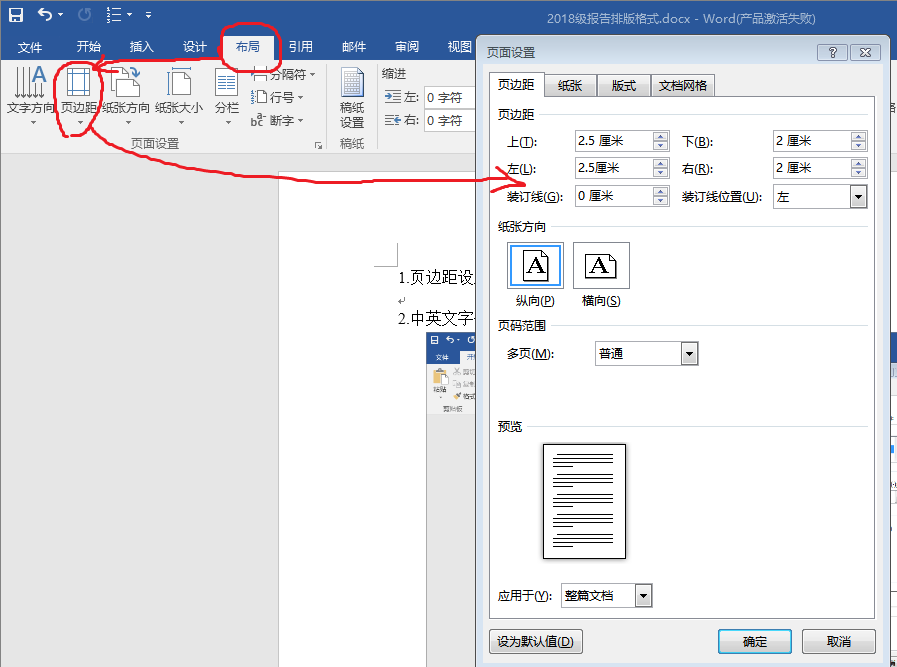 2018级报告排版格式.docx - Word(产品激活失败)
文件 开始 插入 设计 布局 引用 邮件 审阅 视图
文字方向 页边距 纸张方向 纸张大小 分栏 分隔符 行号 断字 稿纸设置 缩进 左: 0 字符 右: 0 字符
页面设置 稿纸
页面设置
页边距 纸张 版式 文档网格
页边距
上(T): 2.5 厘米 下(B): 2 厘米
左(L): 2.5厘米 右(R): 2 厘米
装订线(G): 0 厘米 装订线位置(U): 左
纸张方向
纵向(P) 横向(S)
页码范围
多页(M): 普通
预览
应用于(Y): 整篇文档
设为默认值(D) 确定 取消
1.页边距设
2.中英文字
文件
粘贴
剪贴板